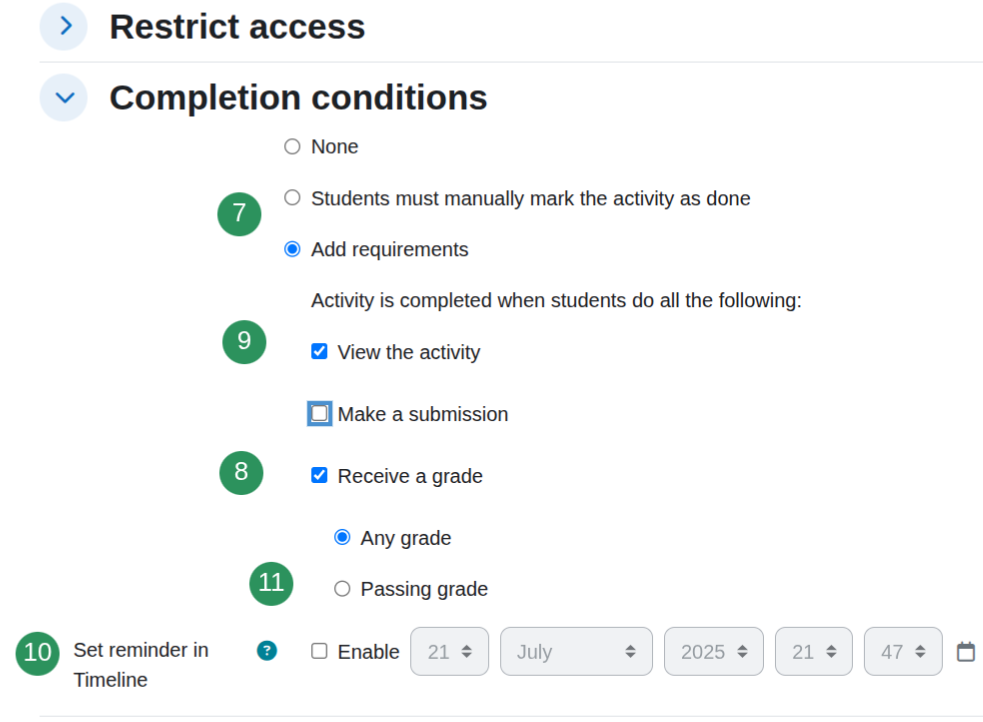 Restrict access
Completion conditions
None
7
Students must manually mark the activity as done
Add requirements
Activity is completed when students do all the following:
9
View the activity
Make a submission
8
Receive a grade
Any grade
11
Passing grade
10 Set reminder in Timeline ? Enable 21 July 2025 21 47